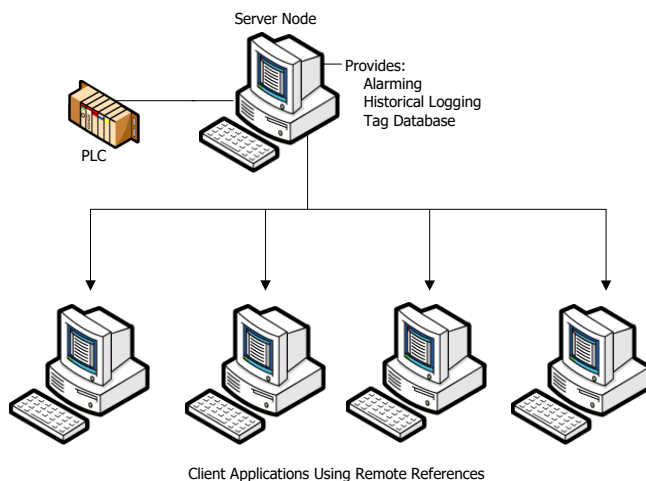 Server Node
Provides:
Alarming
Historical Logging
Tag Database
PLC
Client Applications Using Remote References